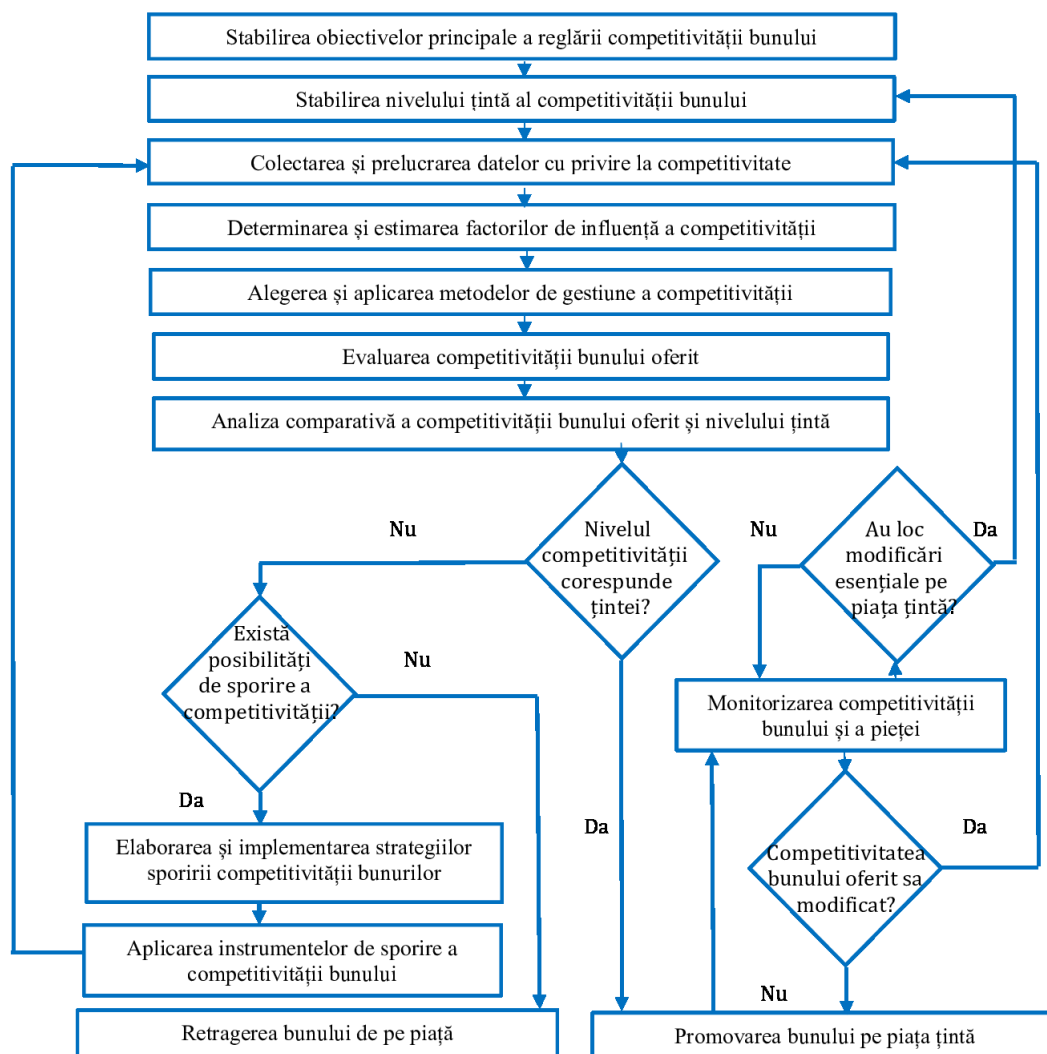 Stabilirea obiectivelor principale a reglării competitivității bunului
Stabilirea nivelului țintă al competitivității bunului
Colectarea și prelucrarea datelor cu privire la competitivitate
Determinarea și estimarea factorilor de influență a competitivității
Alegerea și aplicarea metodelor de gestiune a competitivității
Evaluarea competitivității bunului oferit
Analiza comparativă a competitivității bunului oferit și nivelului țintă
Nu
Nivelul
competitivității
corespunde
țintei?
Nu
Au loc
modificări
esențiale pe
piața țintă?
Da
Există
posibilități
de sporire a
competitivității?
Nu
Monitorizarea competitivității
bunului și a pieței
Da
Da
Competitivitatea
bunului oferit sa
modificat?
Da
Elaborarea și implementarea strategiilor
sporirii competitivității bunurilor
Aplicarea instrumentelor de sporire a
competitivității bunului
Nu
Retragerea bunului de pe piață
Promovarea bunului pe piața țintă